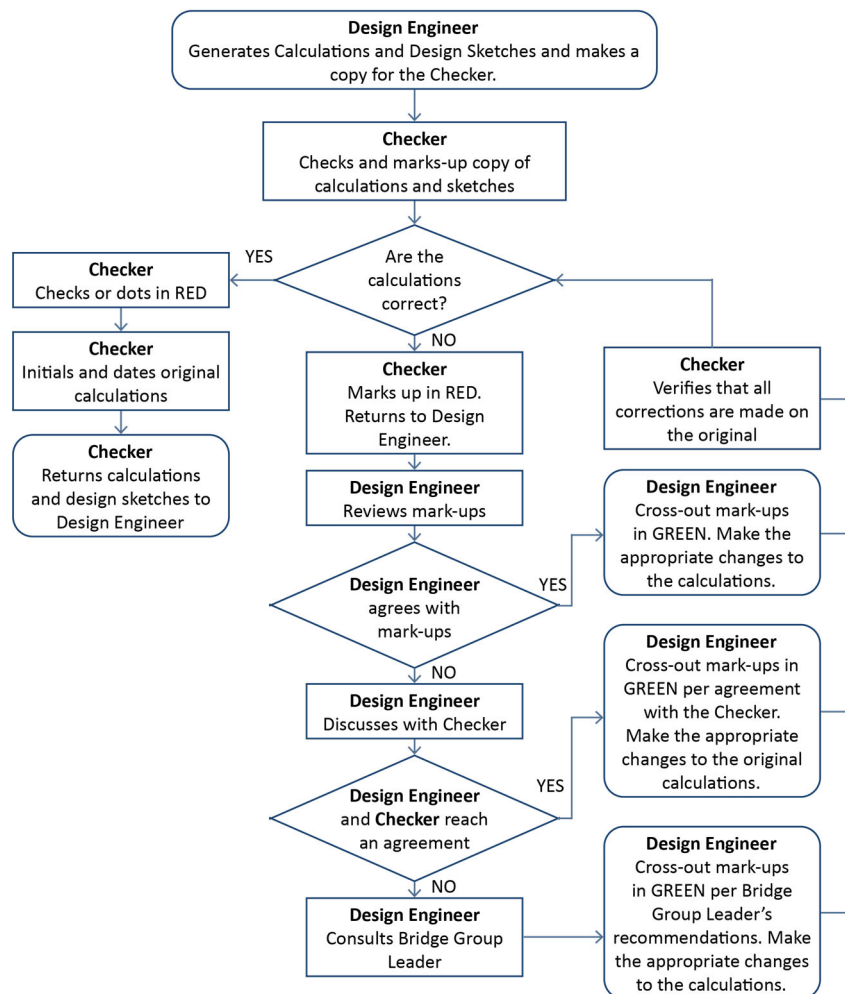 Design Engineer
Generates Calculations and Design Sketches and makes a
copy for the Checker.
Checker
Checks and marks-up copy of
calculations and sketches
Are the
calculations
correct?
YES
NO
Checker
Checks or dots in RED
Checker
Initials and dates original
calculations
Checker
Returns calculations
and design sketches to
Design Engineer
Checker
Marks up in RED.
Returns to Design
Engineer.
Checker
Verifies that all
corrections are made on
the original
Design Engineer
Reviews mark-ups
Design Engineer
agrees with
mark-ups
YES
NO
Design Engineer
Cross-out mark-ups
in GREEN. Make the
appropriate changes to
the calculations.
Design Engineer
Discusses with Checker
Design Engineer
and Checker reach
an agreement
YES
NO
Design Engineer
Cross-out mark-ups in
GREEN per agreement
with the Checker.
Make the appropriate
changes to the original
calculations.
Design Engineer
Consults Bridge Group
Leader
Design Engineer
Cross-out mark-ups
in GREEN per Bridge
Group Leader’s
recommendations. Make
the appropriate changes
to the calculations.